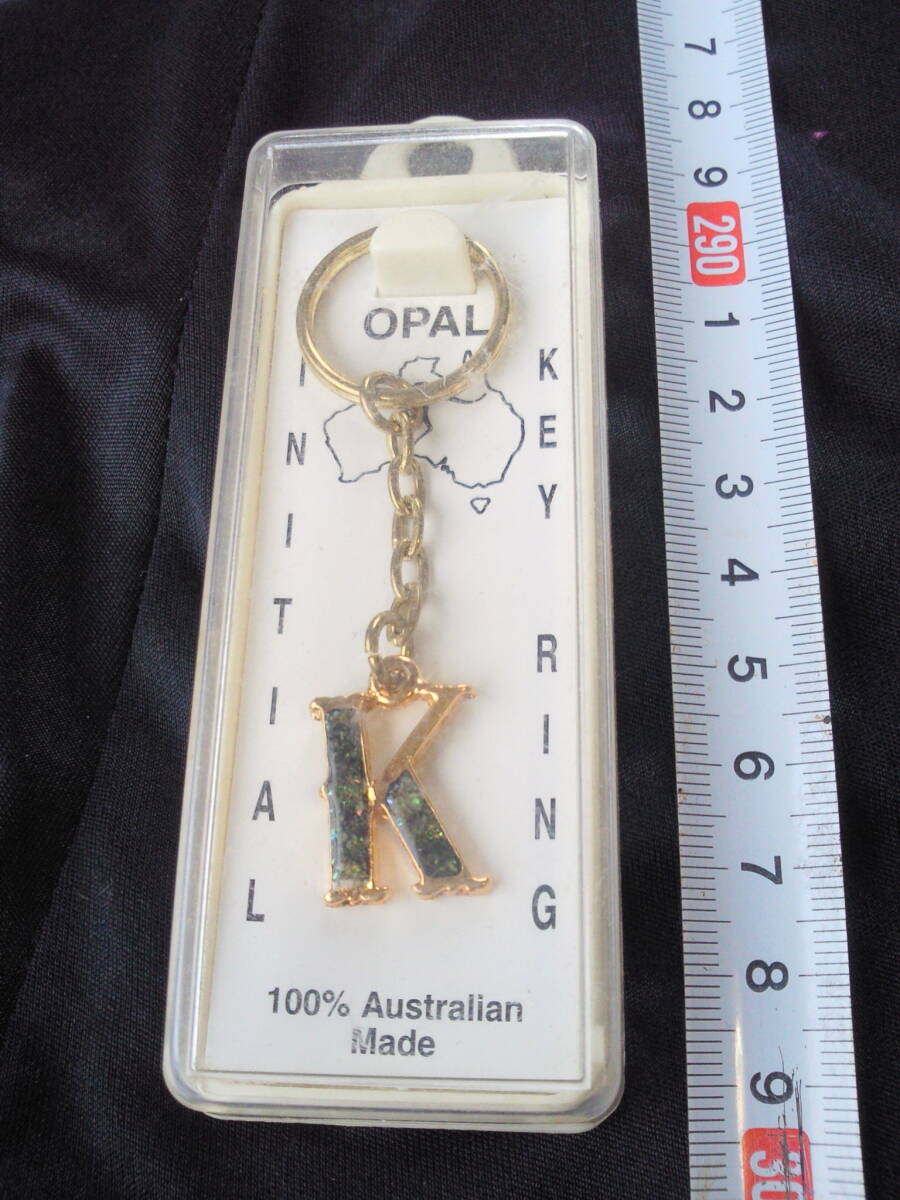 OPAL
INITIAL
KEY RING
K
100% Australian
Made
7
8
9
290
1
2
3
4
5
6
7
8
9